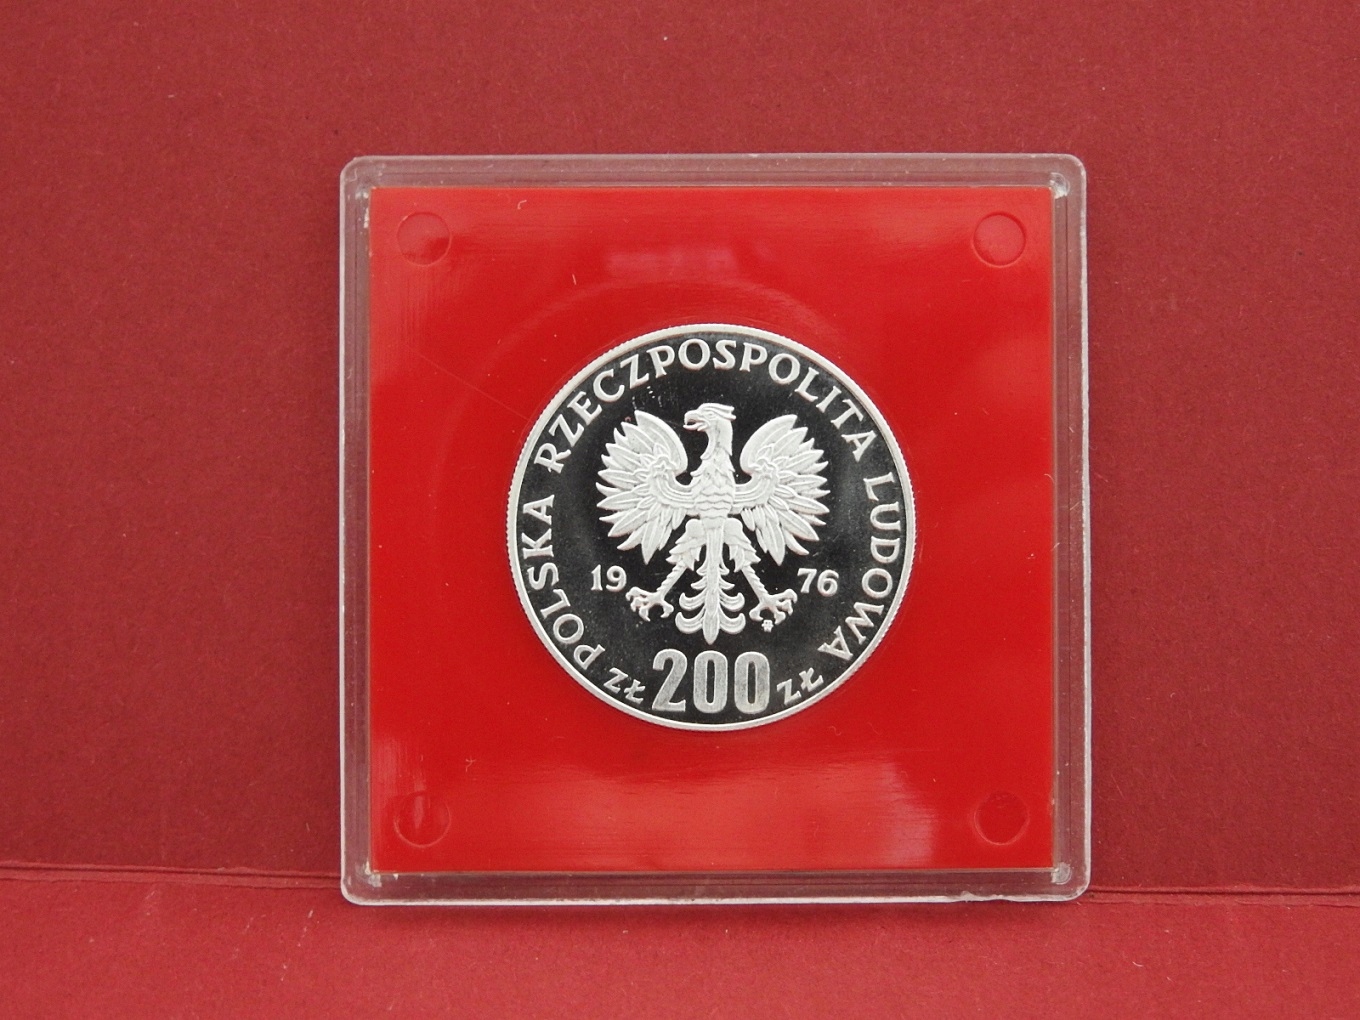 POLSKA RZECZPOSPOLITA LUDOWA
19 76
ZŁ 200 ZŁ